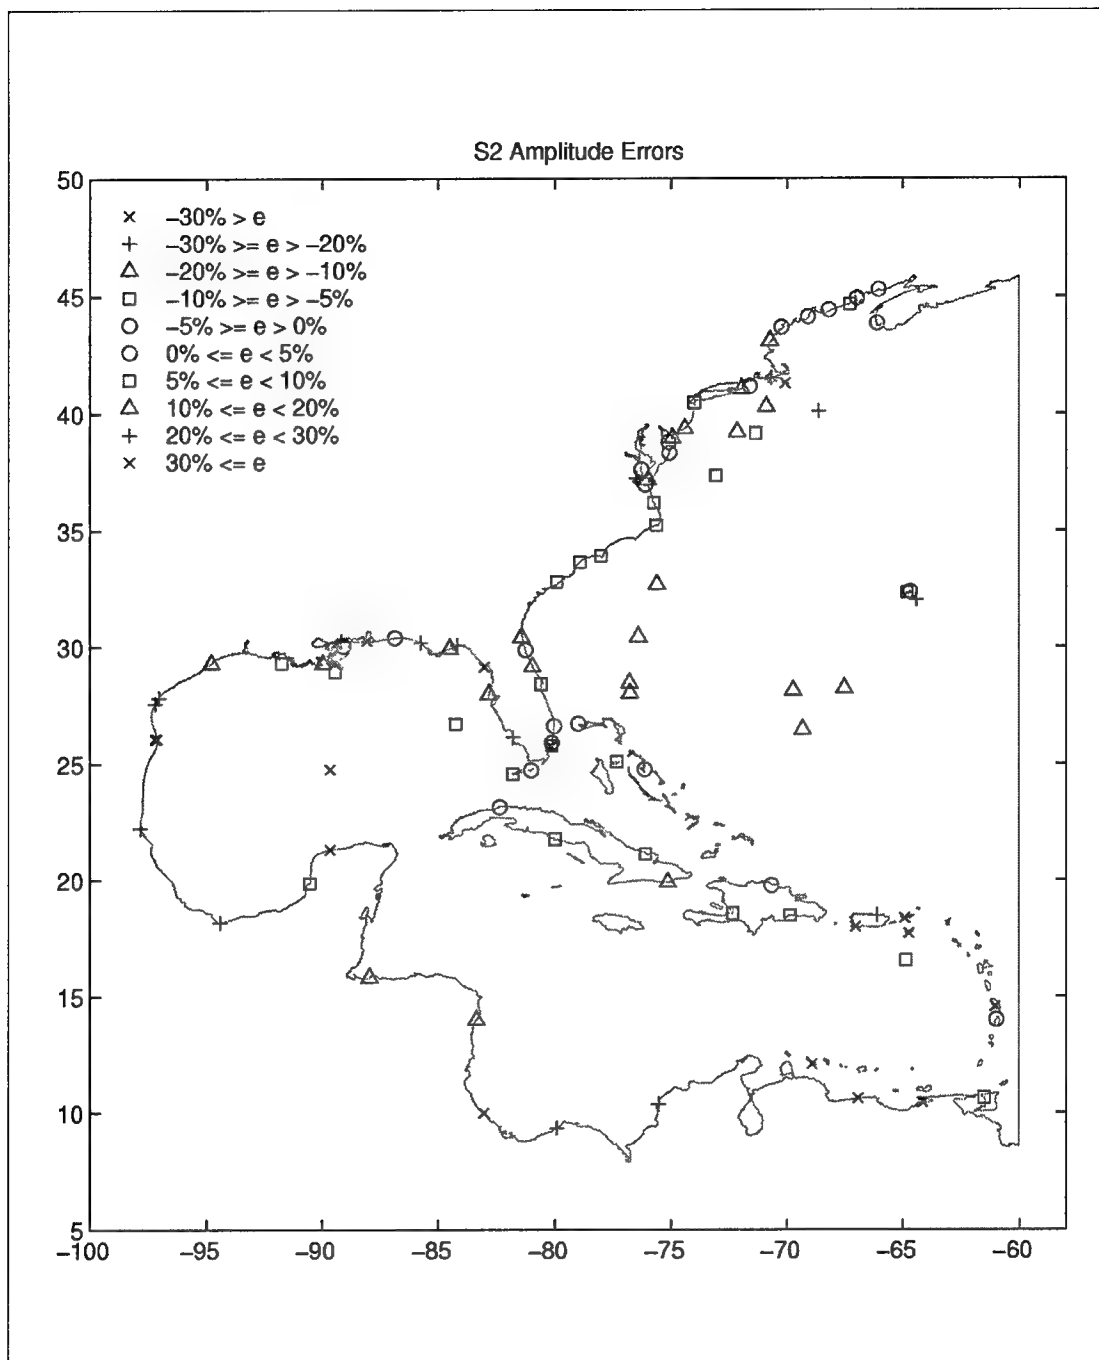 S2 Amplitude Errors
50
−30% > e
−30% >= e > −20%
−20% >= e > −10%
−10% >= e > −5%
−5% >= e > 0%
0% <= e < 5%
5% <= e < 10%
10% <= e < 20%
20% <= e < 30%
30% <= e
45
40
35
30
25
20
15
10
5
−100 −95 −90 −85 −80 −75 −70 −65 −60